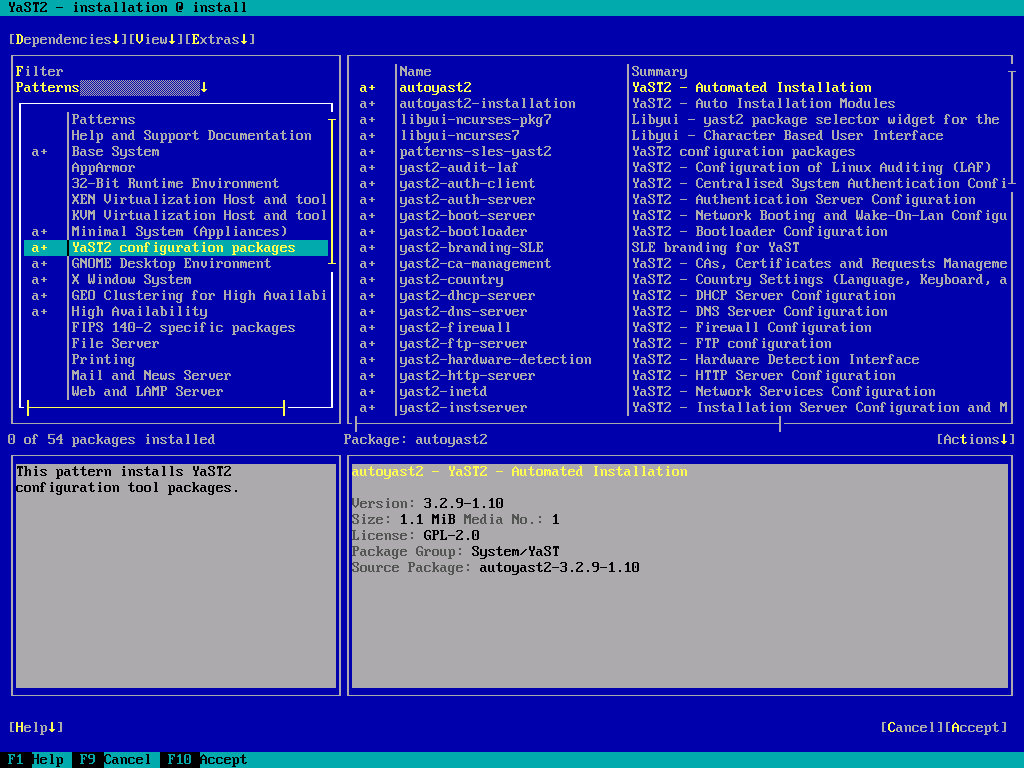 YaST2 - installation @ install
[Dependencies↓][View↓][Extras↓]
Filter
Patterns ↓
Patterns
Help and Support Documentation
a+ Base System
AppArmor
32-Bit Runtime Environment
XEN Virtualization Host and tool
KVM Virtualization Host and tool
a+ Minimal System (Appliances)
a+ YaST2 configuration packages
a+ GNOME Desktop Environment
a+ X Window System
a+ GEO Clustering for High Availabi
a+ High Availability
FIPS 140-2 specific packages
File Server
Printing
Mail and News Server
Web and LAMP Server
Name Summary
a+ autoyast2 YaST2 - Automated Installation
a+ autoyast2-installation YaST2 - Auto Installation Modules
a+ libyui-ncurses-pkg7 Libyui - yast2 package selector widget for the
a+ libyui-ncurses7 Libyui - Character Based User Interface
a+ patterns-sles-yast2 YaST2 configuration packages
a+ yast2-audit-laf YaST2 - Configuration of Linux Auditing (LAF)
a+ yast2-auth-client YaST2 - Centralised System Authentication Confi
a+ yast2-auth-server YaST2 - Authentication Server Configuration
a+ yast2-boot-server YaST2 - Network Booting and Wake-On-Lan Configu
a+ yast2-bootloader YaST2 - Bootloader Configuration
a+ yast2-branding-SLE SLE branding for YaST
a+ yast2-ca-management YaST2 - CAs, Certificates and Requests Manageme
a+ yast2-country YaST2 - Country Settings (Language, Keyboard, a
a+ yast2-dhcp-server YaST2 - DHCP Server Configuration
a+ yast2-dns-server YaST2 - DNS Server Configuration
a+ yast2-firewall YaST2 - Firewall Configuration
a+ yast2-ftp-server YaST2 - FTP configuration
a+ yast2-hardware-detection YaST2 - Hardware Detection Interface
a+ yast2-http-server YaST2 - HTTP Server Configuration
a+ yast2-inetd YaST2 - Network Services Configuration
a+ yast2-instserver YaST2 - Installation Server Configuration and M
0 of 54 packages installed
Package: autoyast2 [Actions↓]
This pattern installs YaST2
configuration tool packages.
autoyast2 - YaST2 - Automated Installation
Version: 3.2.9-1.10
Size: 1.1 MiB Media No.: 1
License: GPL-2.0
Package Group: System/YaST
Source Package: autoyast2-3.2.9-1.10
[Help↓] [Cancel][Accept]
F1 Help F9 Cancel F10 Accept